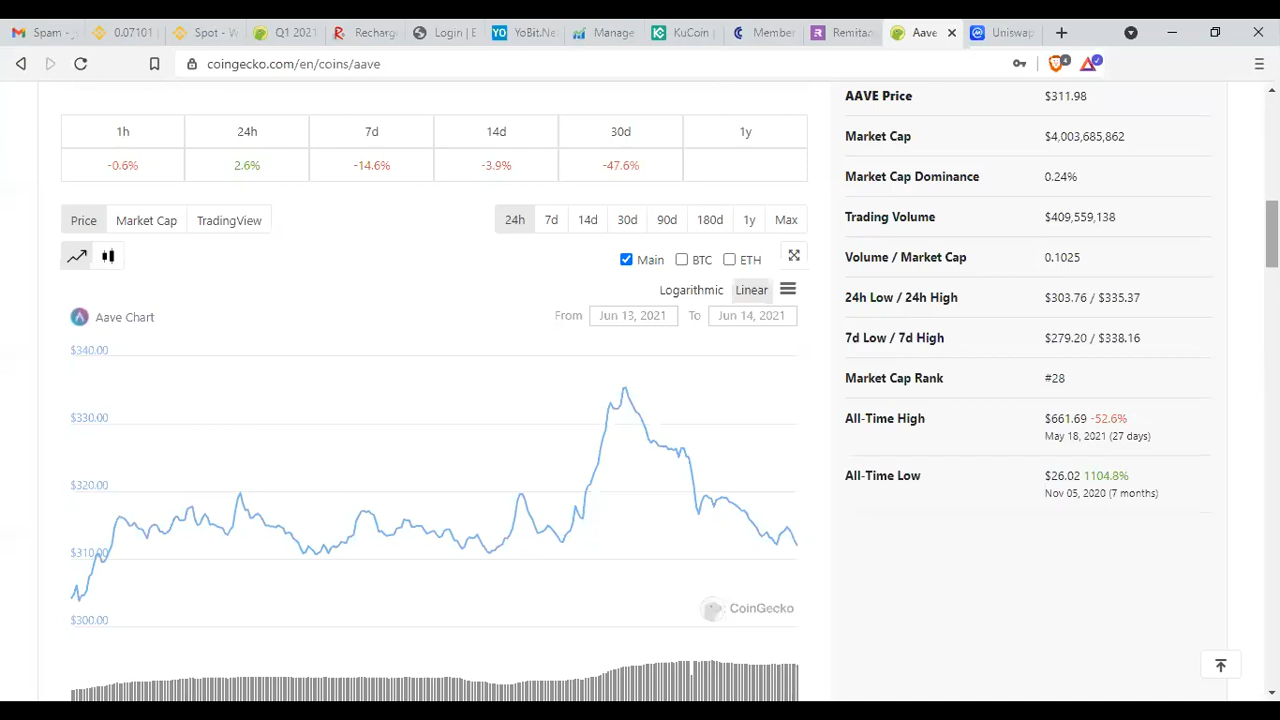 Spam -
0.07101
Spot - W
Q1 2021
Recharg
Login | E
YoBit.Ne
Manage
KuCoin
Member
Remita
Aave
Uniswap
coingecko.com/en/coins/aave
4
1h 24h 7d 14d 30d 1y
-0.6% 2.6% -14.6% -3.9% -47.6%
Price Market Cap TradingView
24h 7d 14d 30d 90d 180d 1y Max
Main BTC ETH
Logarithmic Linear
Aave Chart
From Jun 13, 2021 To Jun 14, 2021
$340.00
$330.00
$320.00
$310.00
$300.00
CoinGecko
AAVE Price $311.98
Market Cap $4,003,685,862
Market Cap Dominance 0.24%
Trading Volume $409,559,138
Volume / Market Cap 0.1025
24h Low / 24h High $303.76 / $335.37
7d Low / 7d High $279.20 / $338.16
Market Cap Rank #28
All-Time High $661.69 -52.6%
May 18, 2021 (27 days)
All-Time Low $26.02 1104.8%
Nov 05, 2020 (7 months)